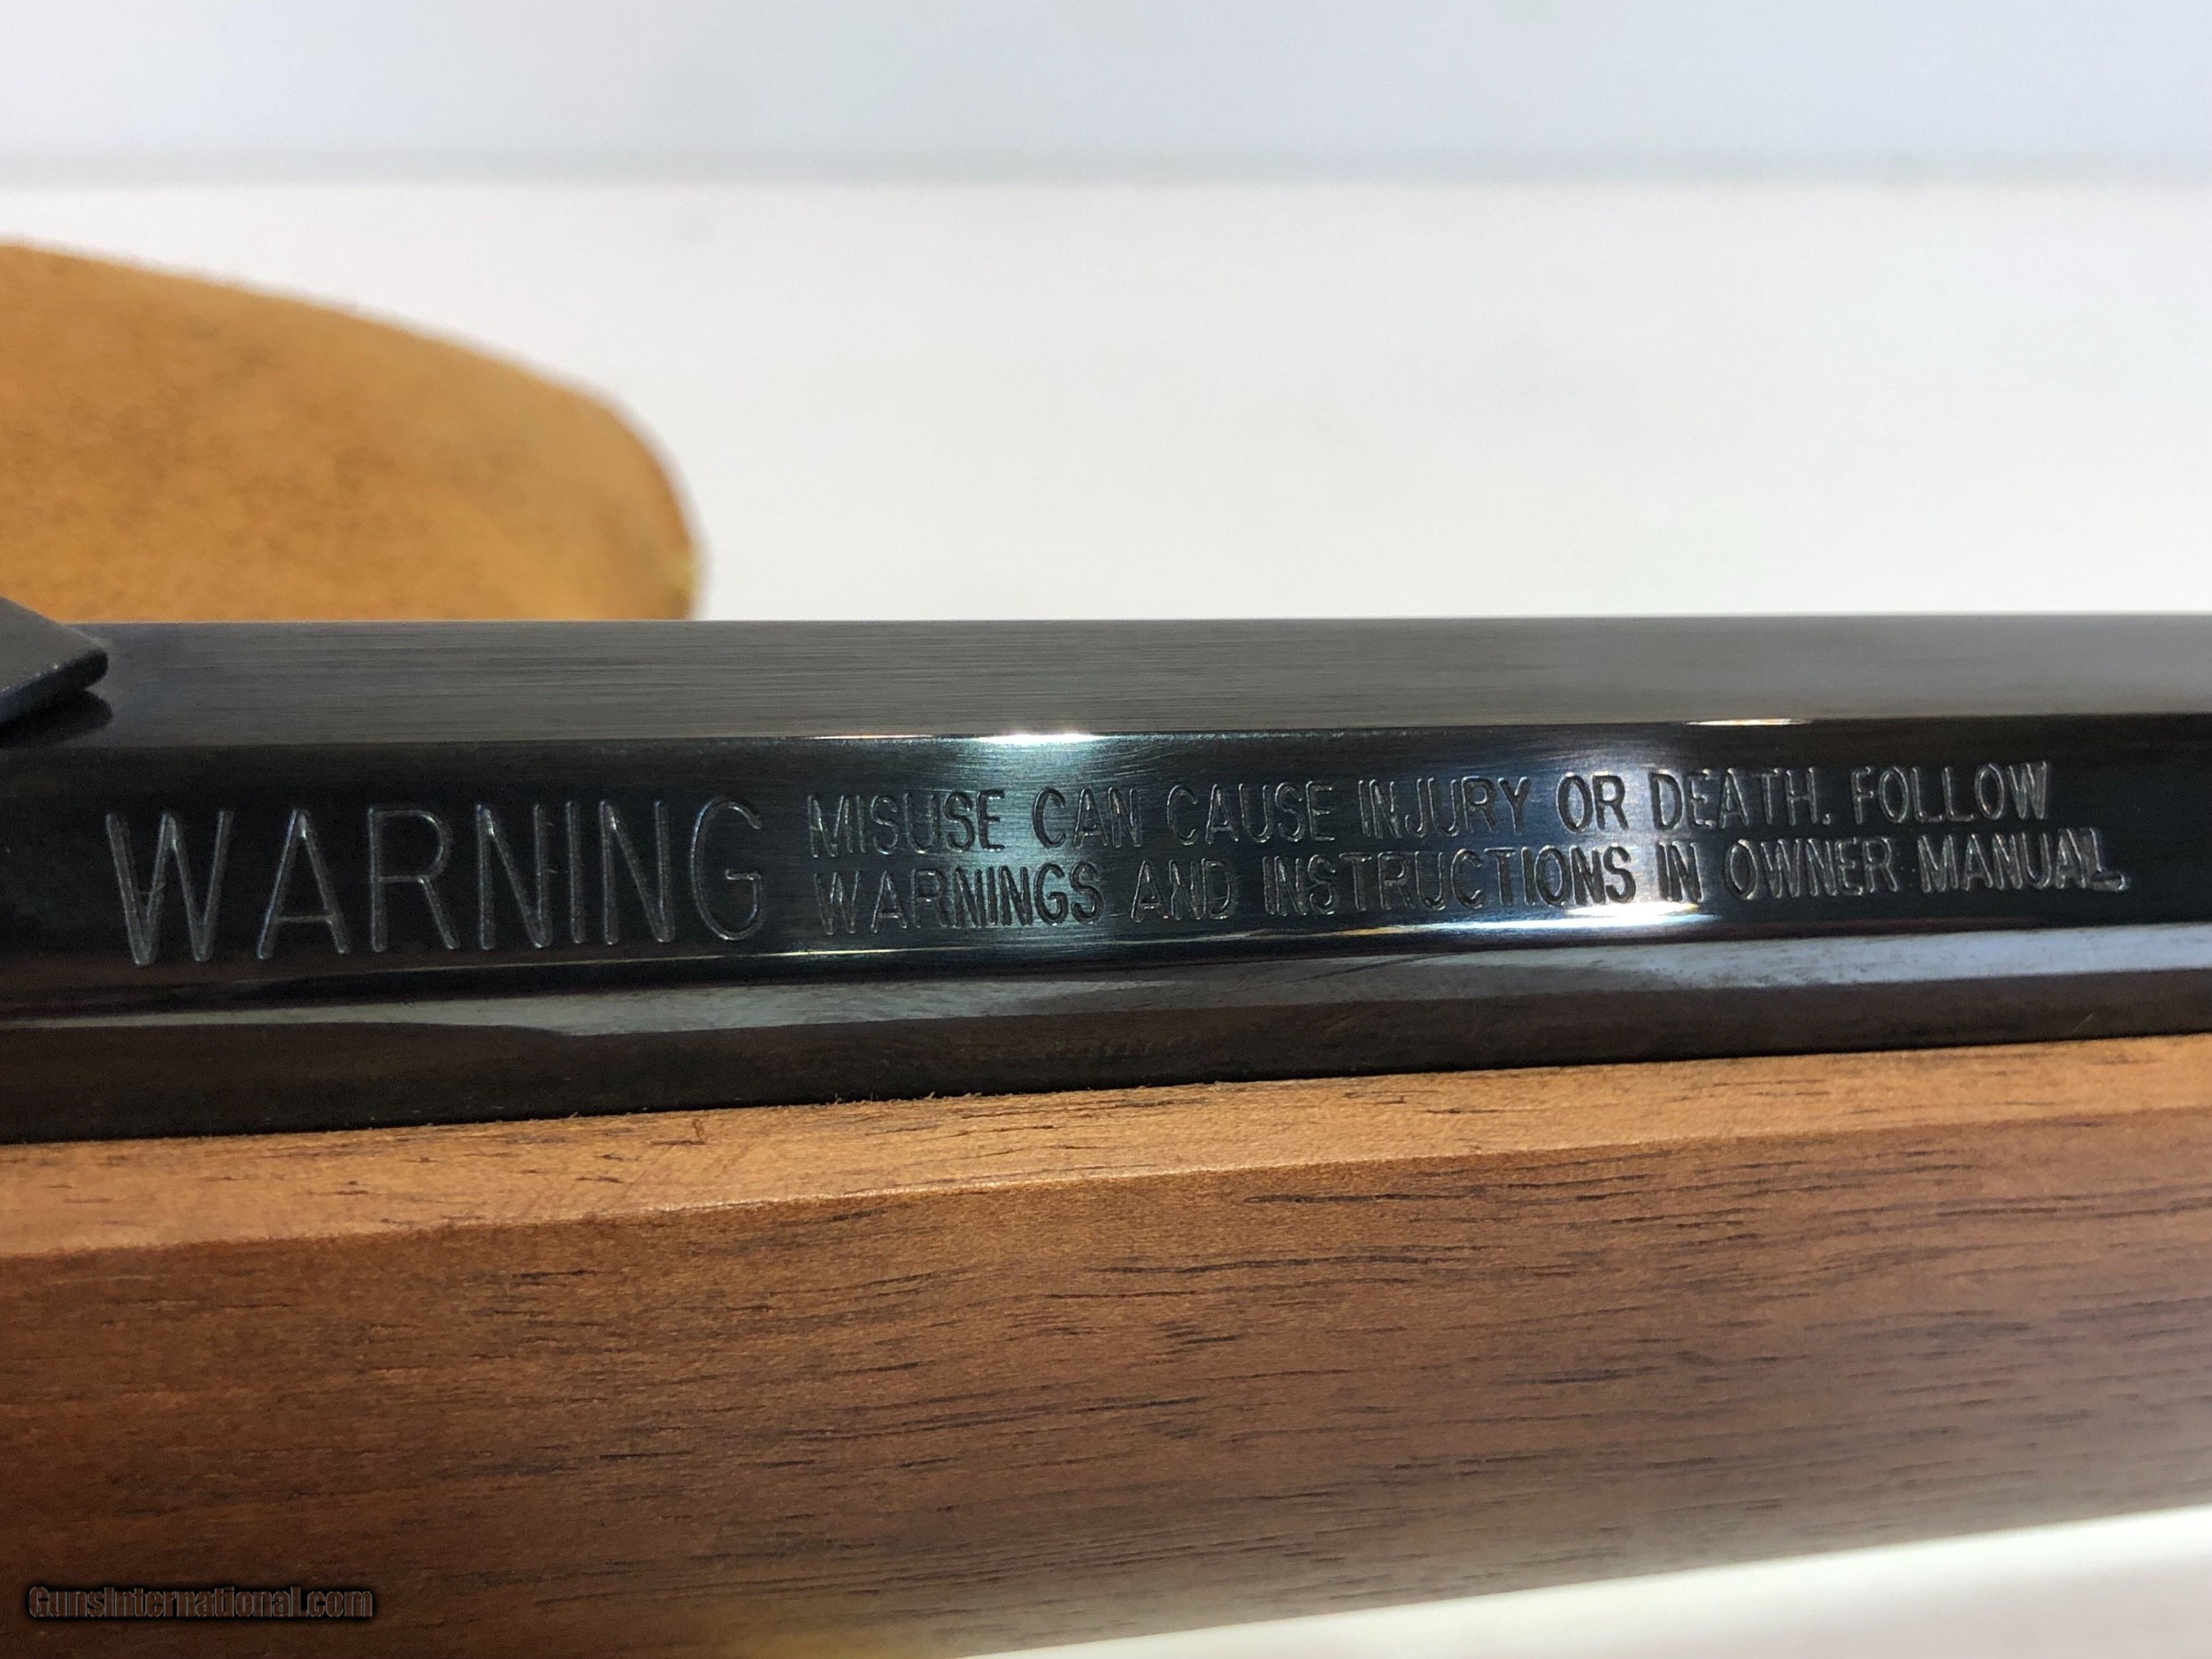 WARNING MISUSE CAN CAUSE INJURY OR DEATH. FOLLOW
WARNINGS AND INSTRUCTIONS IN OWNER MANUAL.
GunsInternational.com